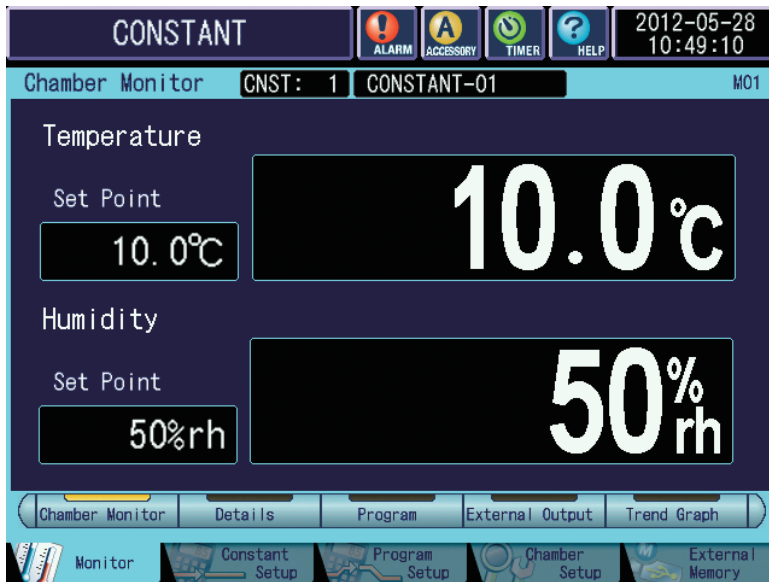 CONSTANT
ALARM
A
ACCESSORY
TIMER
?
HELP
2012-05-28
10:49:10
Chamber Monitor
CNST: 1
CONSTANT-01
M01
Temperature
Set Point
10.0℃
10.0℃
Humidity
Set Point
50%rh
50%rh
Chamber Monitor
Details
Program
External Output
Trend Graph
Monitor
Constant
Setup
Program
Setup
Chamber
Setup
M
External
Memory